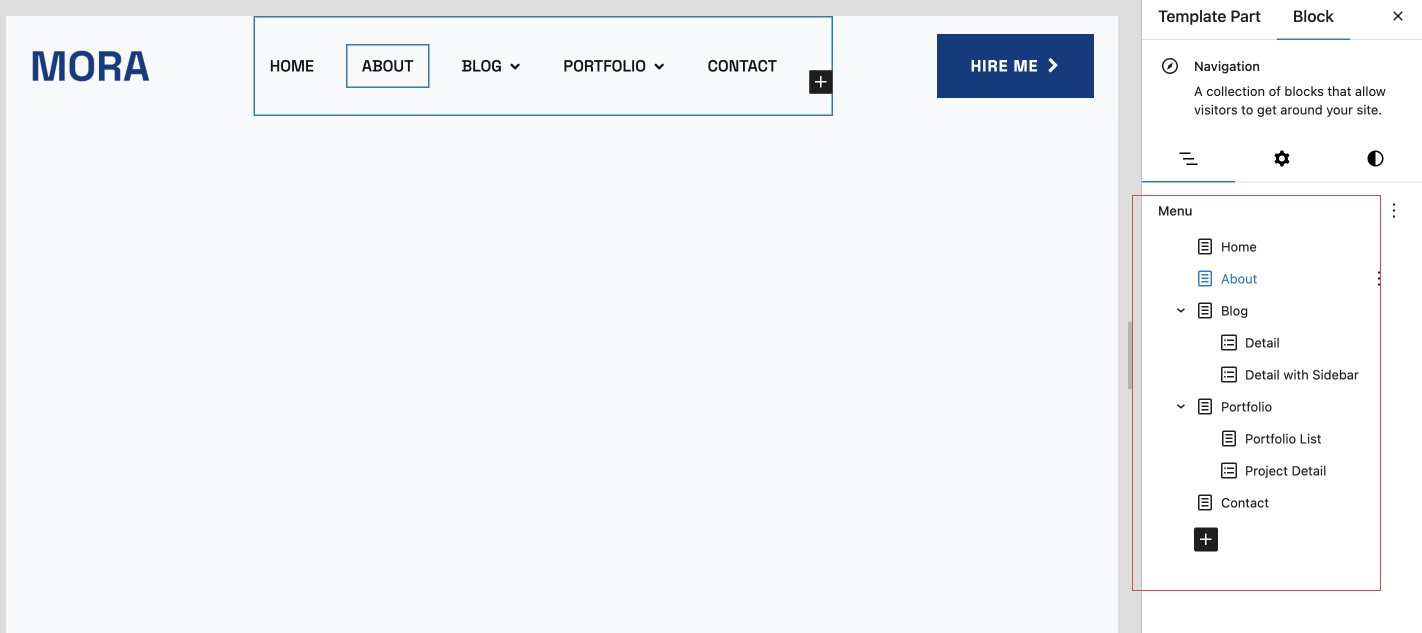 MORA
HOME
ABOUT
BLOG
PORTFOLIO
CONTACT
HIRE ME
Template Part
Block
Navigation
A collection of blocks that allow
visitors to get around your site.
Menu
Home
About
Blog
Detail
Detail with Sidebar
Portfolio
Portfolio List
Project Detail
Contact